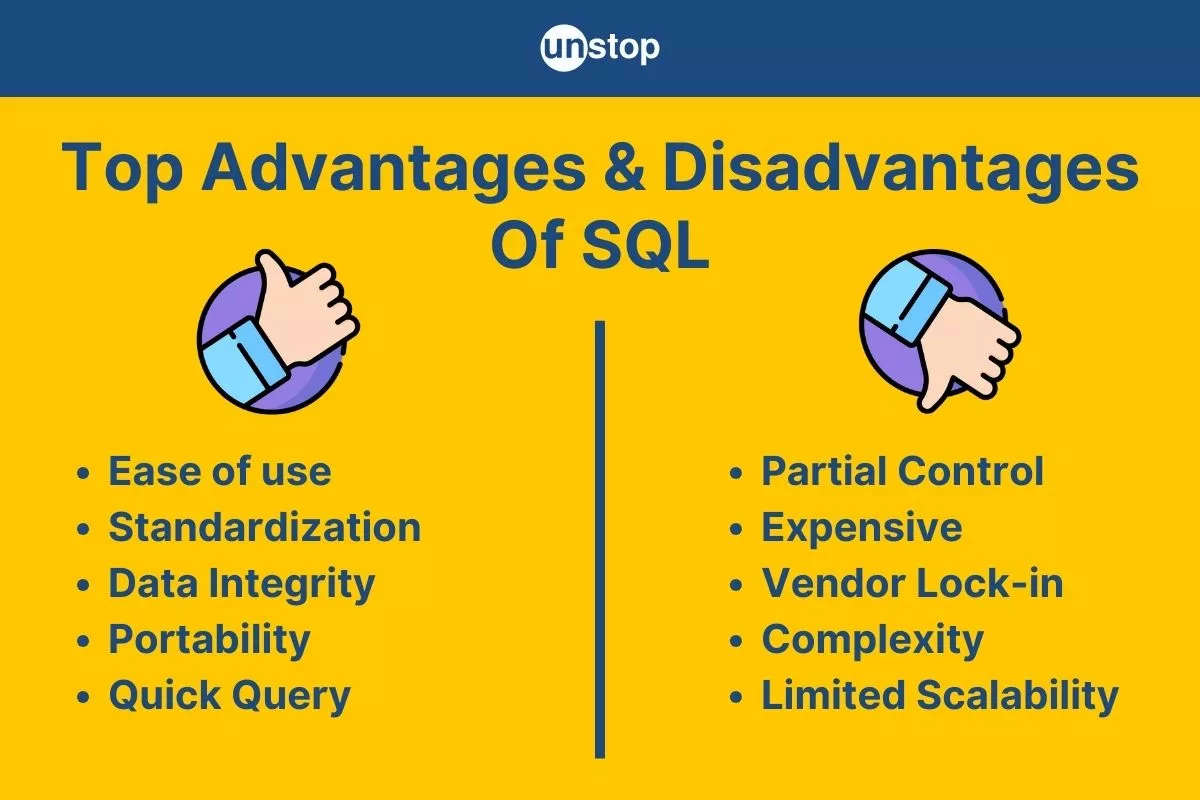 unstop
Top Advantages & Disadvantages
Of SQL
• Ease of use
• Standardization
• Data Integrity
• Portability
• Quick Query
• Partial Control
• Expensive
• Vendor Lock-in
• Complexity
• Limited Scalability